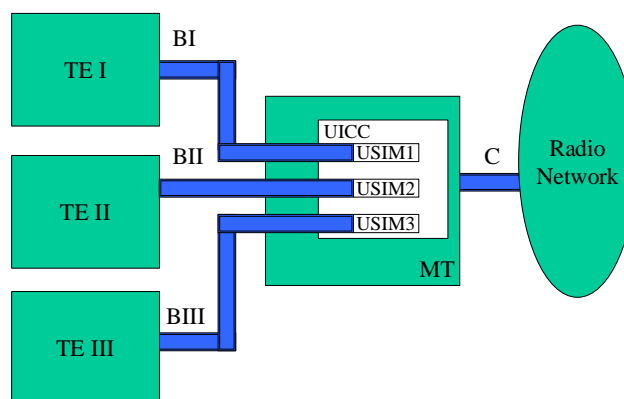 BI
TE I
UICC
USIM1
BII
C
Radio
Network
TE II
USIM2
USIM3
MT
BIII
TE III